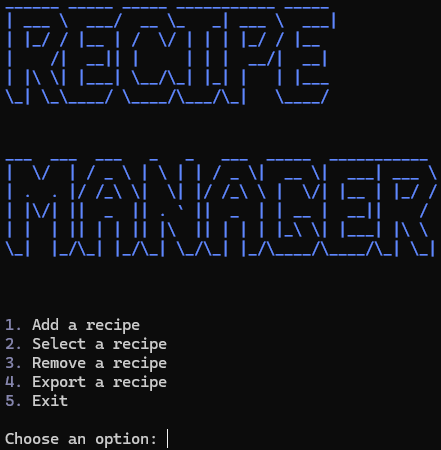 RECIPE
MANAGER
1. Add a recipe
2. Select a recipe
3. Remove a recipe
4. Export a recipe
5. Exit
Choose an option: